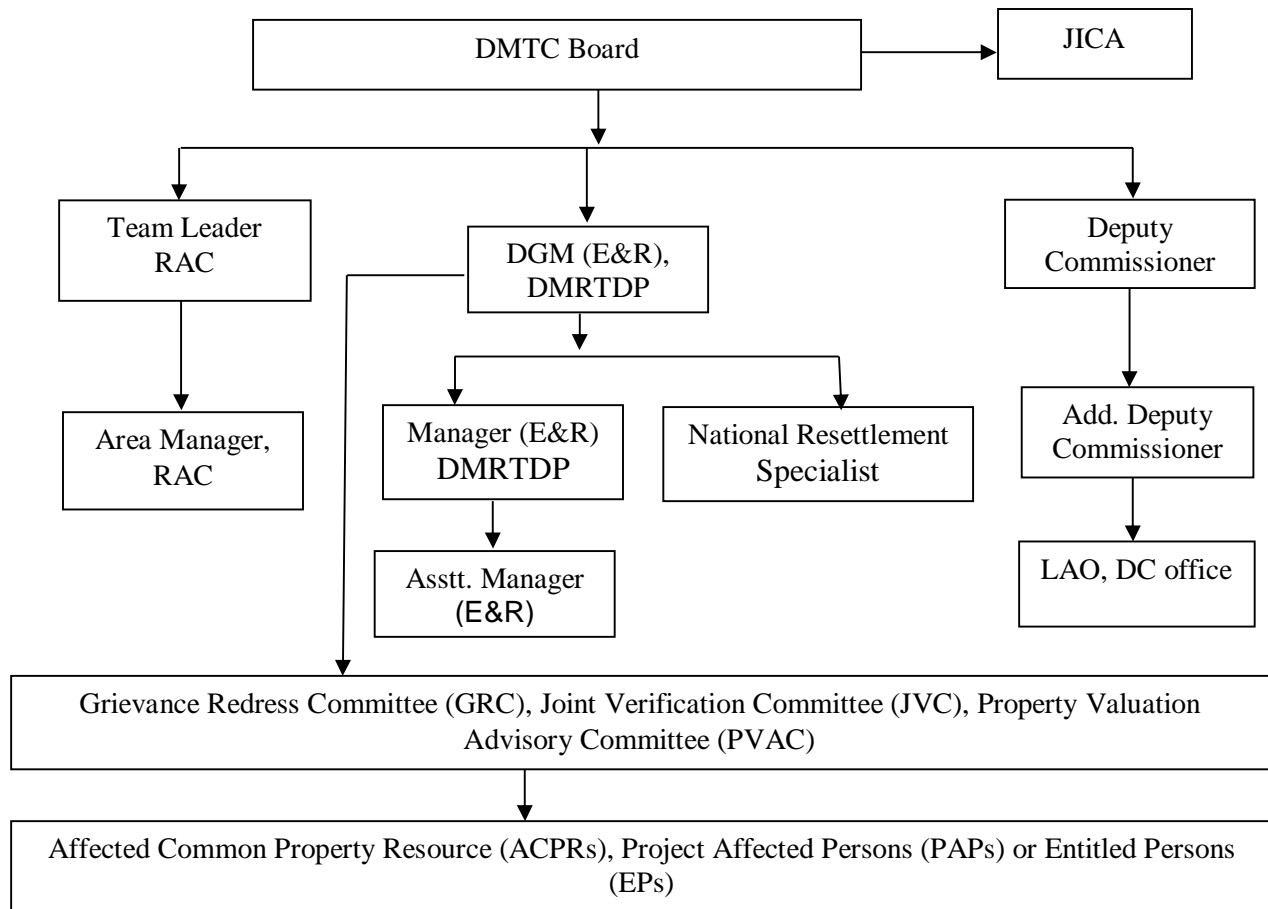 DMTC Board
JICA
Team Leader
RAC
DGM (E&R),
DMRTDP
Deputy
Commissioner
Area Manager,
RAC
Manager (E&R)
DMRTDP
National Resettlement
Specialist
Add. Deputy
Commissioner
Asstt. Manager
(E&R)
LAO, DC office
Grievance Redress Committee (GRC), Joint Verification Committee (JVC), Property Valuation
Advisory Committee (PVAC)
Affected Common Property Resource (ACPRs), Project Affected Persons (PAPs) or Entitled Persons
(EPs)